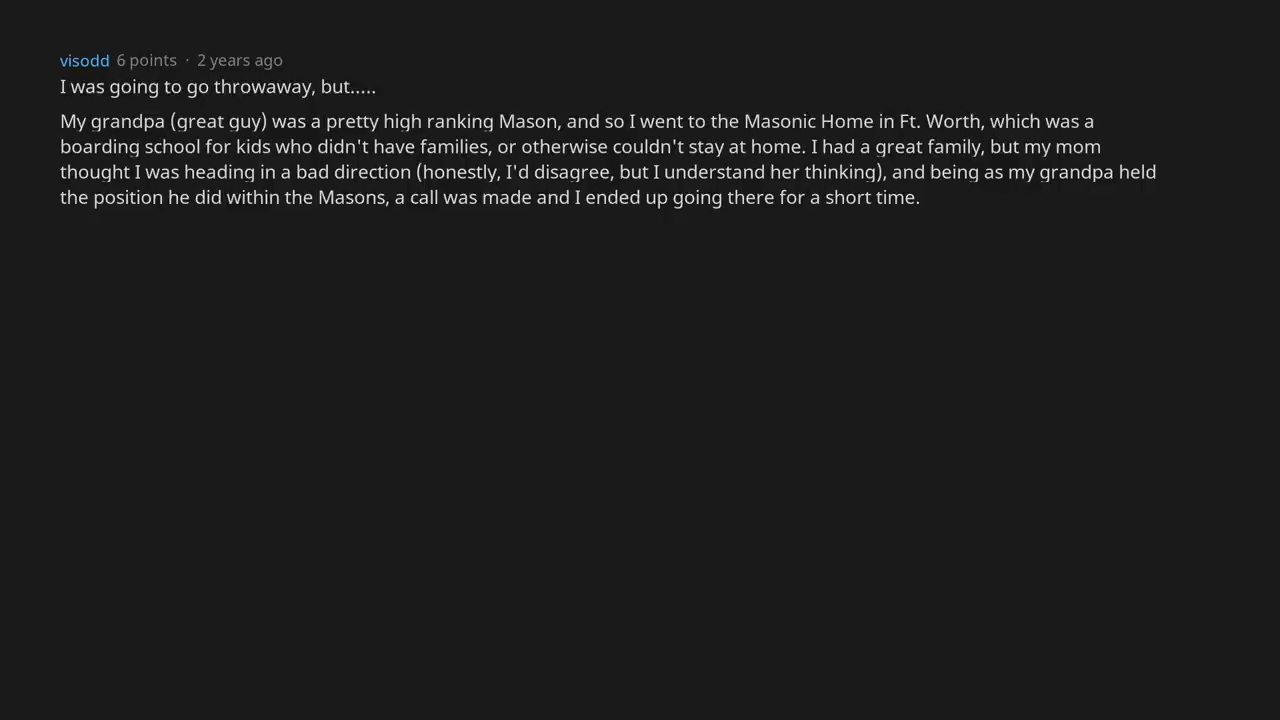 visodd 6 points · 2 years ago
I was going to go throwaway, but.....
My grandpa (great guy) was a pretty high ranking Mason, and so I went to the Masonic Home in Ft. Worth, which was a
boarding school for kids who didn't have families, or otherwise couldn't stay at home. I had a great family, but my mom
thought I was heading in a bad direction (honestly, I'd disagree, but I understand her thinking), and being as my grandpa held
the position he did within the Masons, a call was made and I ended up going there for a short time.